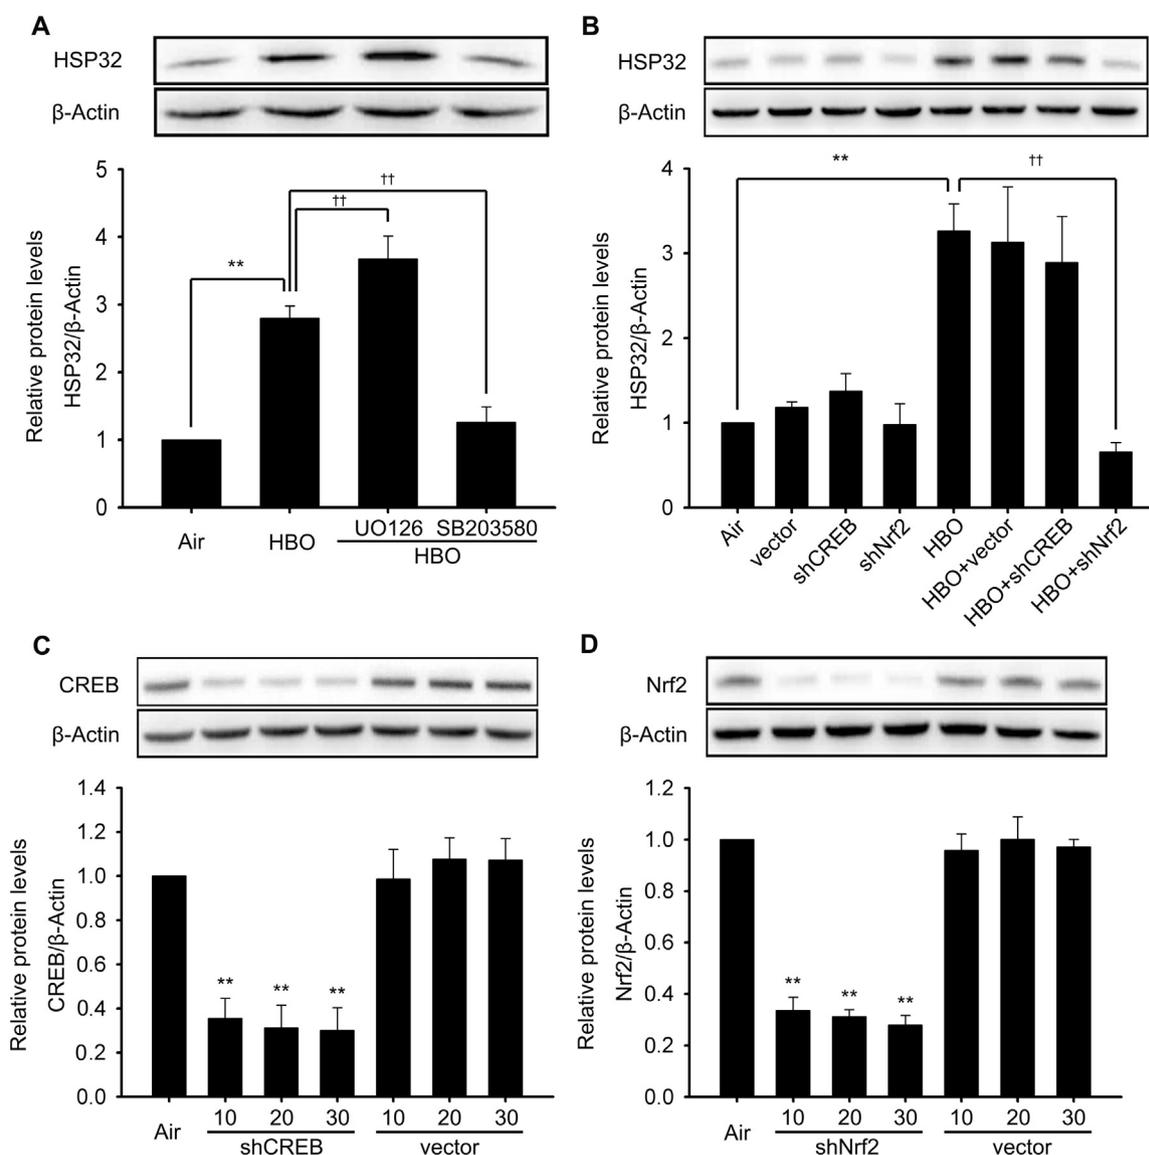 A
HSP32
β-Actin
Relative protein levels
HSP32/β-Actin
5
4
3
2
1
0
**
††
††
Air
HBO
UO126 SB203580
HBO
B
HSP32
β-Actin
Relative protein levels
HSP32/β-Actin
4
3
2
1
0
**
††
Air
vector
shCREB
shNrf2
HBO
HBO+vector
HBO+shCREB
HBO+shNrf2
C
CREB
β-Actin
Relative protein levels
CREB/β-Actin
1.4
1.2
1.0
0.8
0.6
0.4
0.2
0.0
** ** **
Air
10 20 30 10 20 30
shCREB vector
D
Nrf2
β-Actin
Relative protein levels
Nrf2/β-Actin
1.2
1.0
0.8
0.6
0.4
0.2
0.0
** ** **
Air
10 20 30 10 20 30
shNrf2 vector